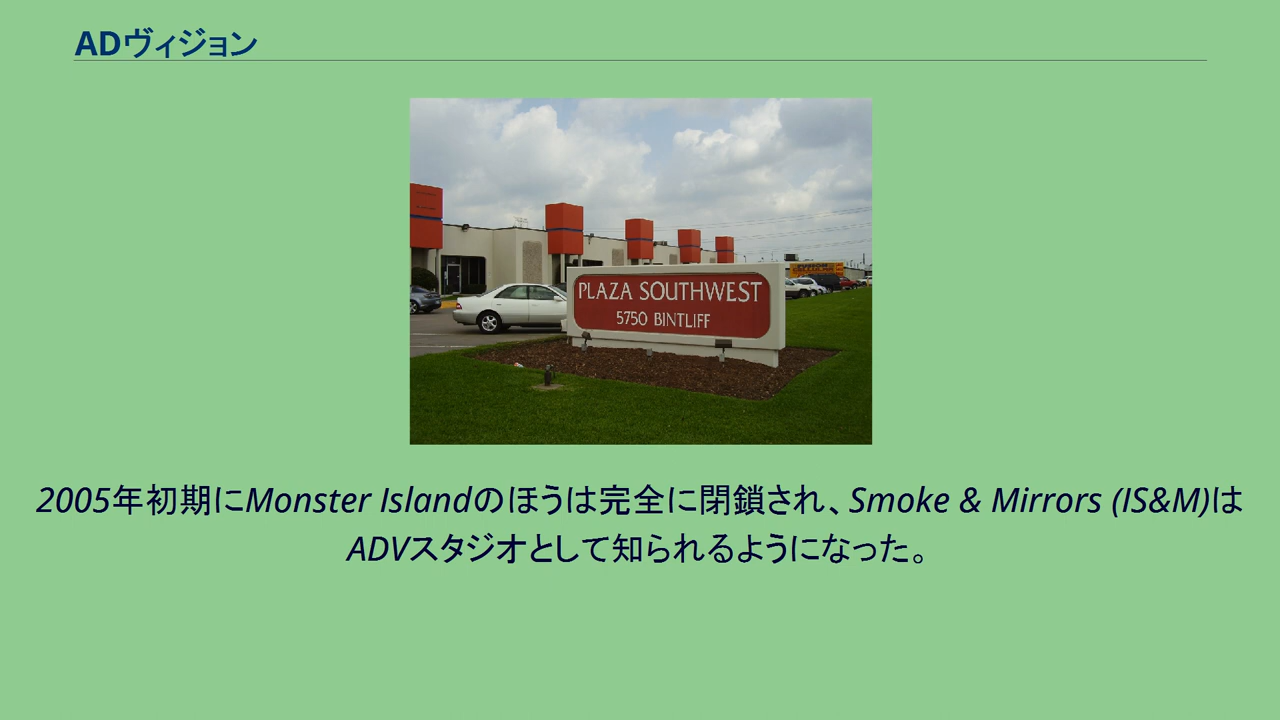 ADヴィジョン
PLAZA SOUTHWEST
5750 BINTLIFF
2005年初期にMonster Islandのほうは完全に閉鎖され、Smoke & Mirrors (IS&M)は
ADVスタジオとして知られるようになった。